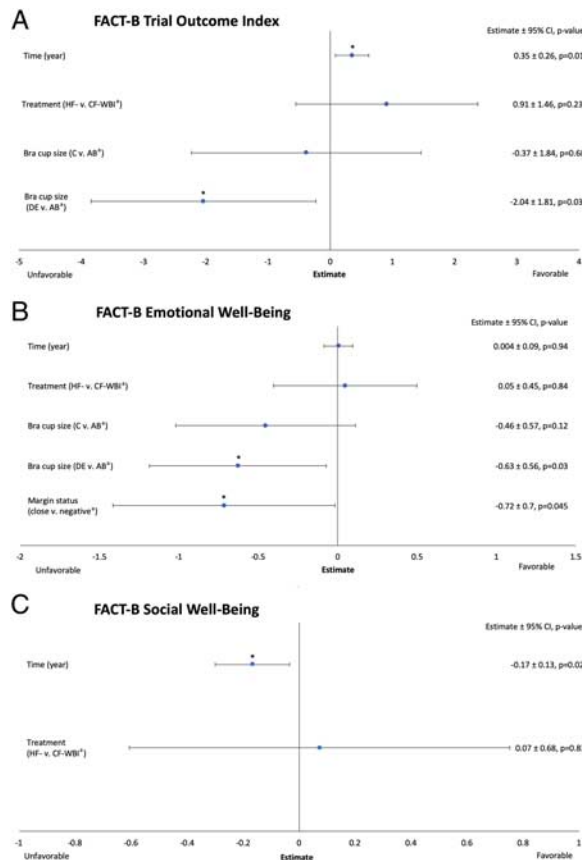 A
FACT-B Trial Outcome Index
Estimate ± 95% CI, p-value
Time (year)
*
0.35 ± 0.26, p=0.01
Treatment (HF- v. CF-WBI⁺)
0.91 ± 1.46, p=0.23
Bra cup size (C v. AB⁺)
-0.37 ± 1.84, p=0.68
Bra cup size
(DE v. AB⁺)
*
-2.04 ± 1.81, p=0.03
-5 -4 -3 -2 -1 0 1 2 3 4
Unfavorable Estimate Favorable
B
FACT-B Emotional Well-Being
Estimate ± 95% CI, p-value
Time (year)
0.004 ± 0.09, p=0.94
Treatment (HF- v. CF-WBI⁺)
0.05 ± 0.45, p=0.84
Bra cup size (C v. AB⁺)
-0.46 ± 0.57, p=0.12
Bra cup size (DE v. AB⁺)
*
-0.63 ± 0.56, p=0.03
Margin status
(close v. negative⁺)
*
-0.72 ± 0.7, p=0.045
-2 -1.5 -1 -0.5 0 0.5 1 1.5
Unfavorable Estimate Favorable
C
FACT-B Social Well-Being
Estimate ± 95% CI, p-value
Time (year)
*
-0.17 ± 0.13, p=0.02
Treatment
(HF- v. CF-WBI⁺)
0.07 ± 0.68, p=0.8
-1 -0.8 -0.6 -0.4 -0.2 0 0.2 0.4 0.6 0.8 1
Unfavorable Estimate Favorable